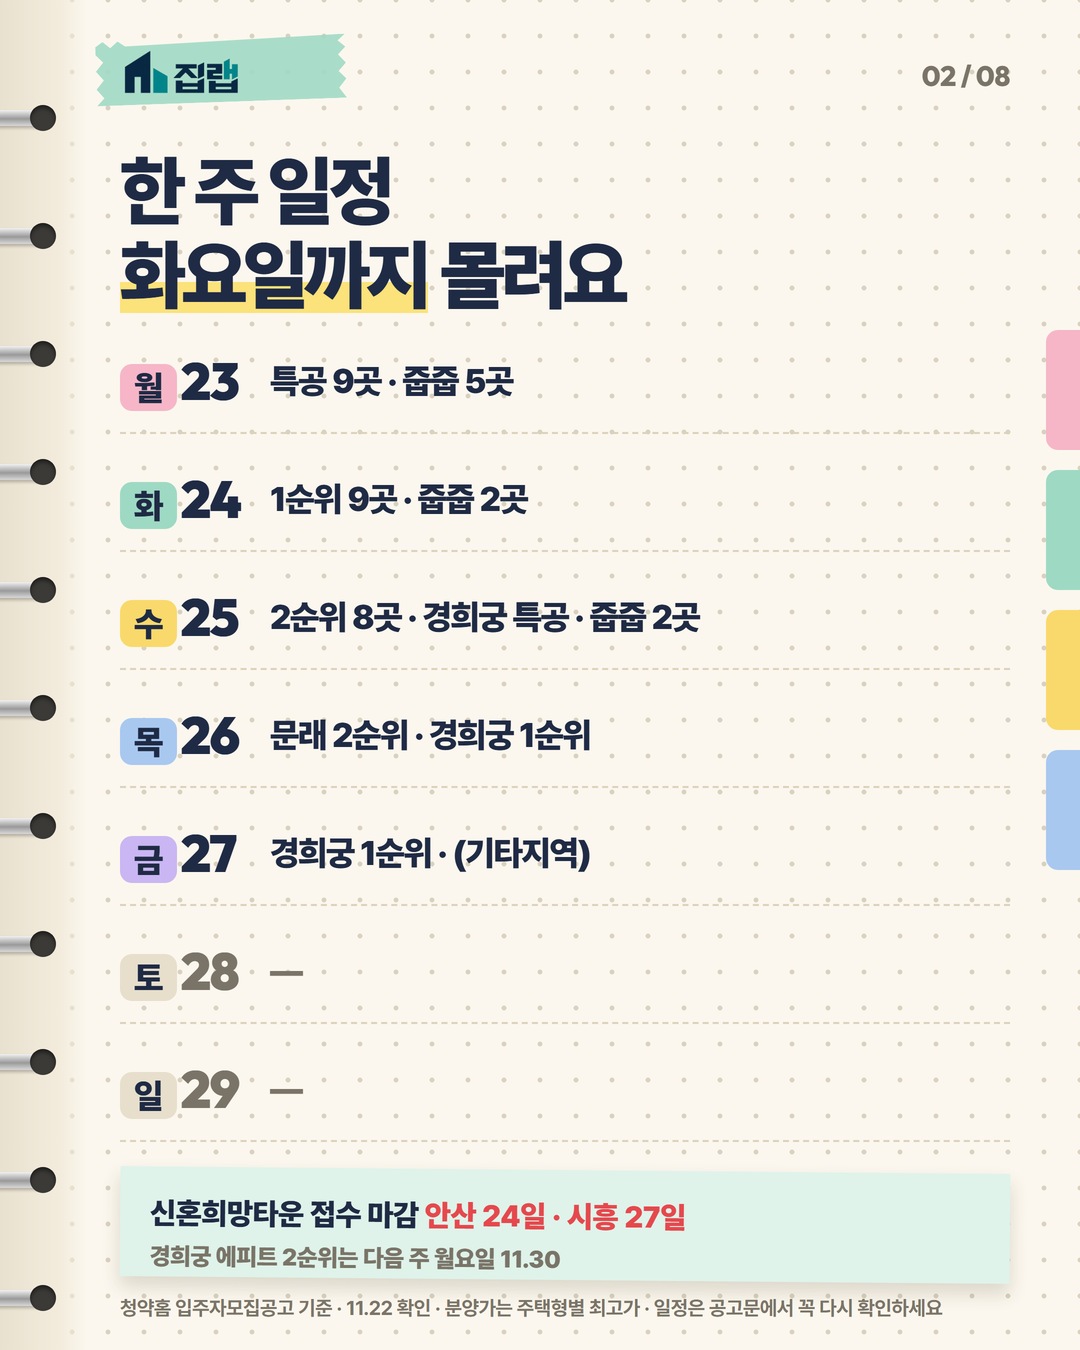 집랩
02 / 08
한 주 일정
화요일까지 몰려요
월 23 특공 9곳 · 줍줍 5곳
화 24 1순위 9곳 · 줍줍 2곳
수 25 2순위 8곳 · 경희궁 특공 · 줍줍 2곳
목 26 문래 2순위 · 경희궁 1순위
금 27 경희궁 1순위 · (기타지역)
토 28 —
일 29 —
신혼희망타운 접수 마감 안산 24일 · 시흥 27일
경희궁 에피트 2순위는 다음 주 월요일 11.30
청약홈 입주자모집공고 기준 · 11.22 확인 · 분양가는 주택형별 최고가 · 일정은 공고문에서 꼭 다시 확인하세요